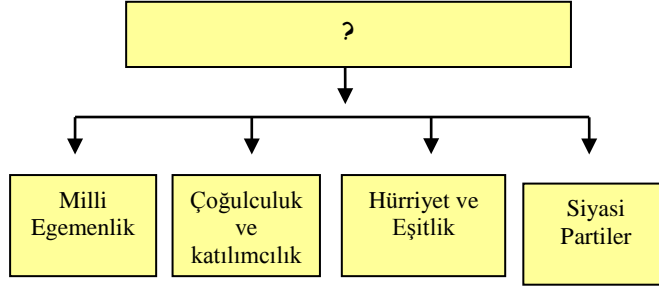 ?
Milli
Egemenlik
Çoğulculuk
ve
katılımcılık
Hürriyet ve
Eşitlik
Siyasi
Partiler